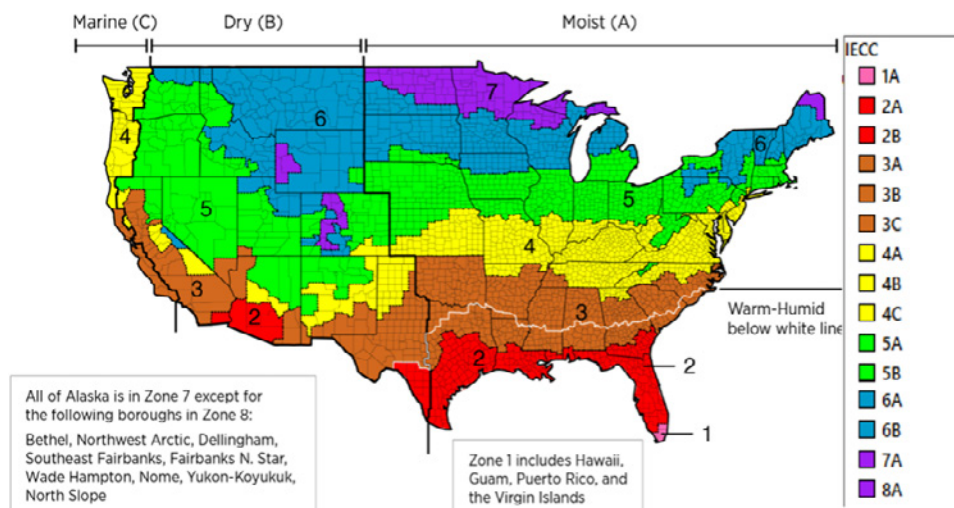 Marine (C) Dry (B) Moist (A)
IECC
1A
2A
2B
3A
3B
3C
4A
4B
4C
5A
5B
6A
6B
7A
8A
7
6
6
4
5
5
4
3
3
2
2
2
1
Warm-Humid
below white line
All of Alaska is in Zone 7 except for
the following boroughs in Zone 8:
Bethel, Northwest Arctic, Dellingham,
Southeast Fairbanks, Fairbanks N. Star,
Wade Hampton, Nome, Yukon-Koyukuk,
North Slope
Zone 1 includes Hawaii,
Guam, Puerto Rico, and
the Virgin Islands